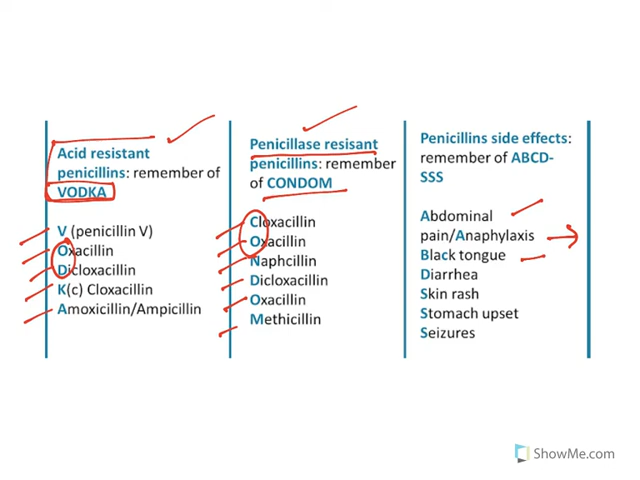 Acid resistant
penicillins: remember of
VODKA
V (penicillin V)
Oxacillin
Dicloxacillin
K(c) Cloxacillin
Amoxicillin/Ampicillin
Penicillase resisant
penicillins: remember
of CONDOM
Cloxacillin
Oxacillin
Naphcillin
Dicloxacillin
Oxacillin
Methicillin
Penicillins side effects:
remember of ABCD-
SSS
Abdominal
pain/Anaphylaxis
Black tongue
Diarrhea
Skin rash
Stomach upset
Seizures
ShowMe.com